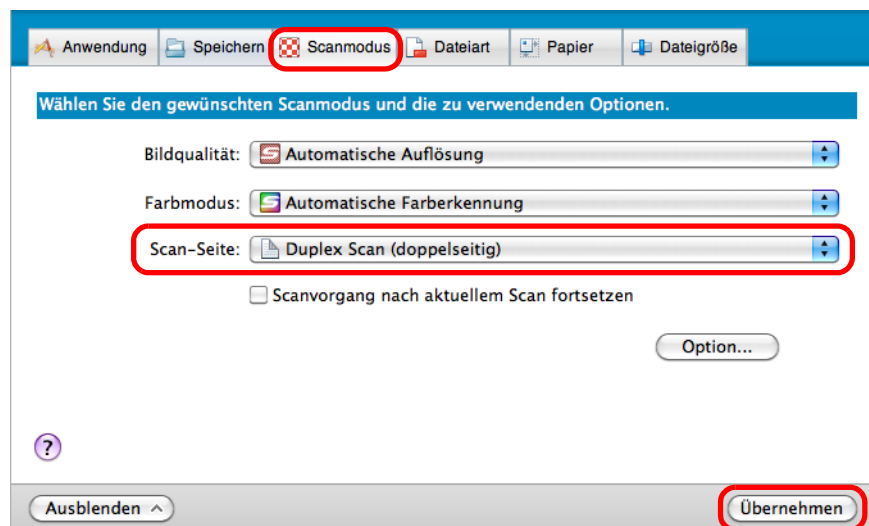 Anwendung Speichern Scanmodus Dateiart Papier Dateigröße
Wählen Sie den gewünschten Scanmodus und die zu verwendenden Optionen.
Bildqualität: Automatische Auflösung
Farbmodus: Automatische Farberkennung
Scan-Seite: Duplex Scan (doppelseitig)
Scanvorgang nach aktuellem Scan fortsetzen
Option...
?
Ausblenden Übernehmen